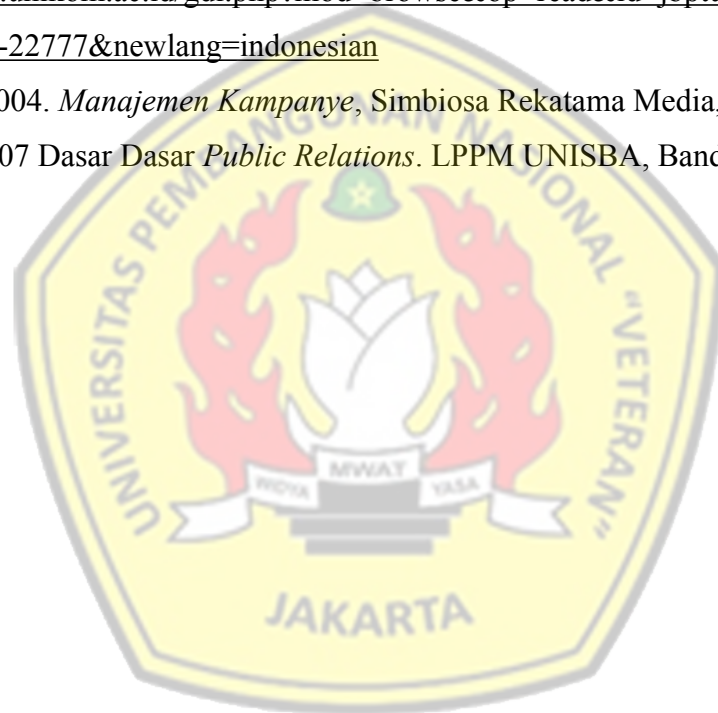 -22777&newlang=indonesian
004. Manajemen Kampanye, Simbiosa Rekatama Media,
07 Dasar Dasar Public Relations. LPPM UNISBA, Band
UNIVERSITAS PEMBANGUNAN NASIONAL "VETERAN"
WIDYA MWAT YASA
JAKARTA